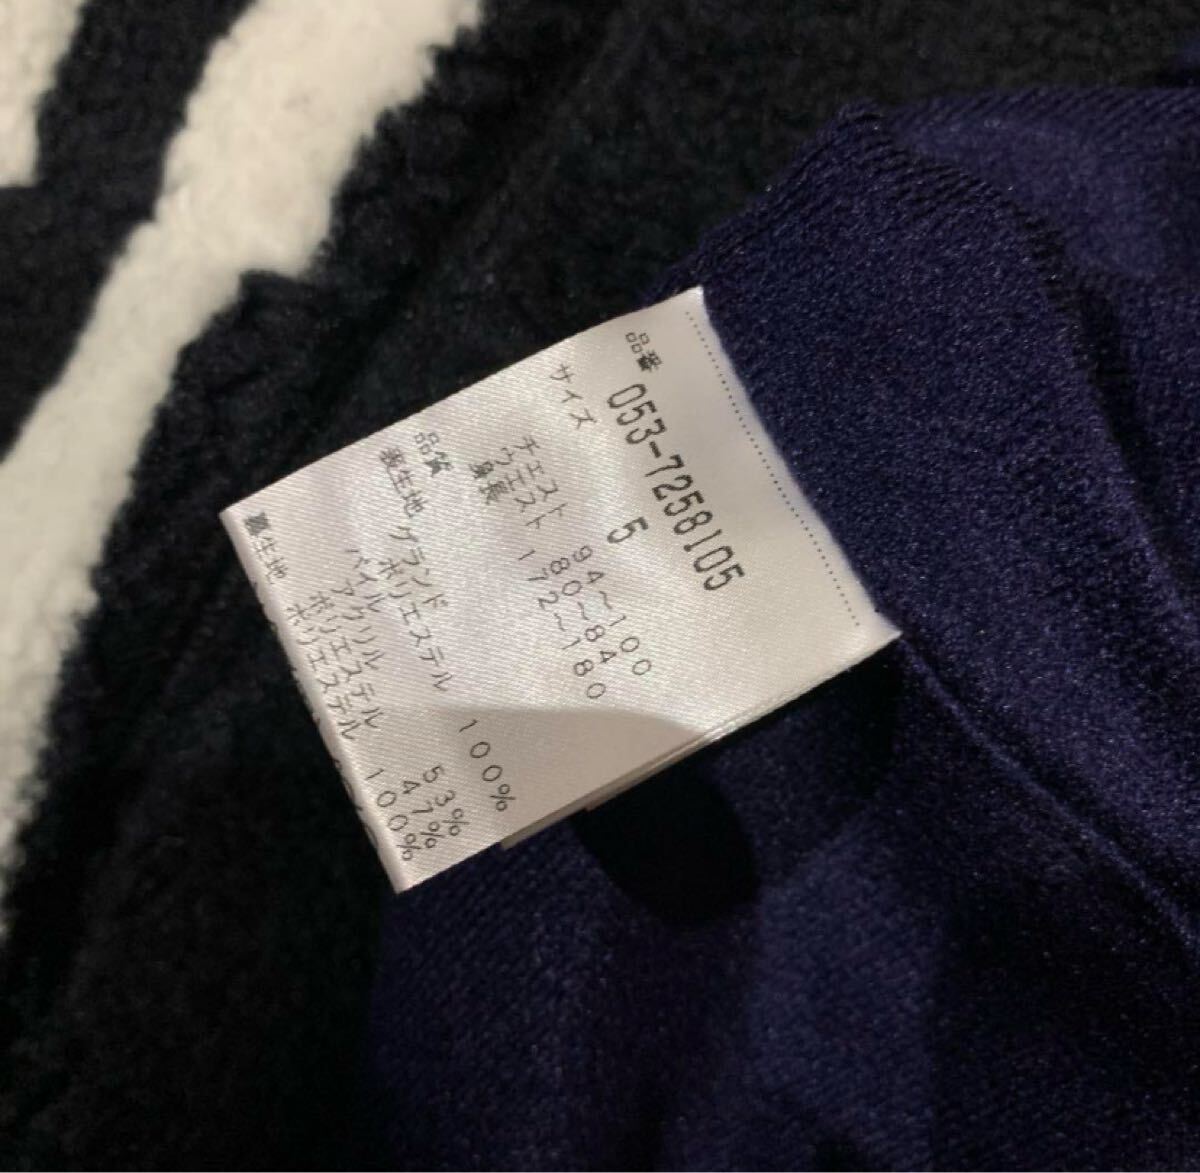 品番 053-7258105
サイズ 5
チェスト 94～100
ウエスト 80～84
身長 172～180
品質
表生地 グランド
ポリエステル 100%
パイル
アクリル 53%
ポリエステル 47%
裏生地 ポリエステル 100%